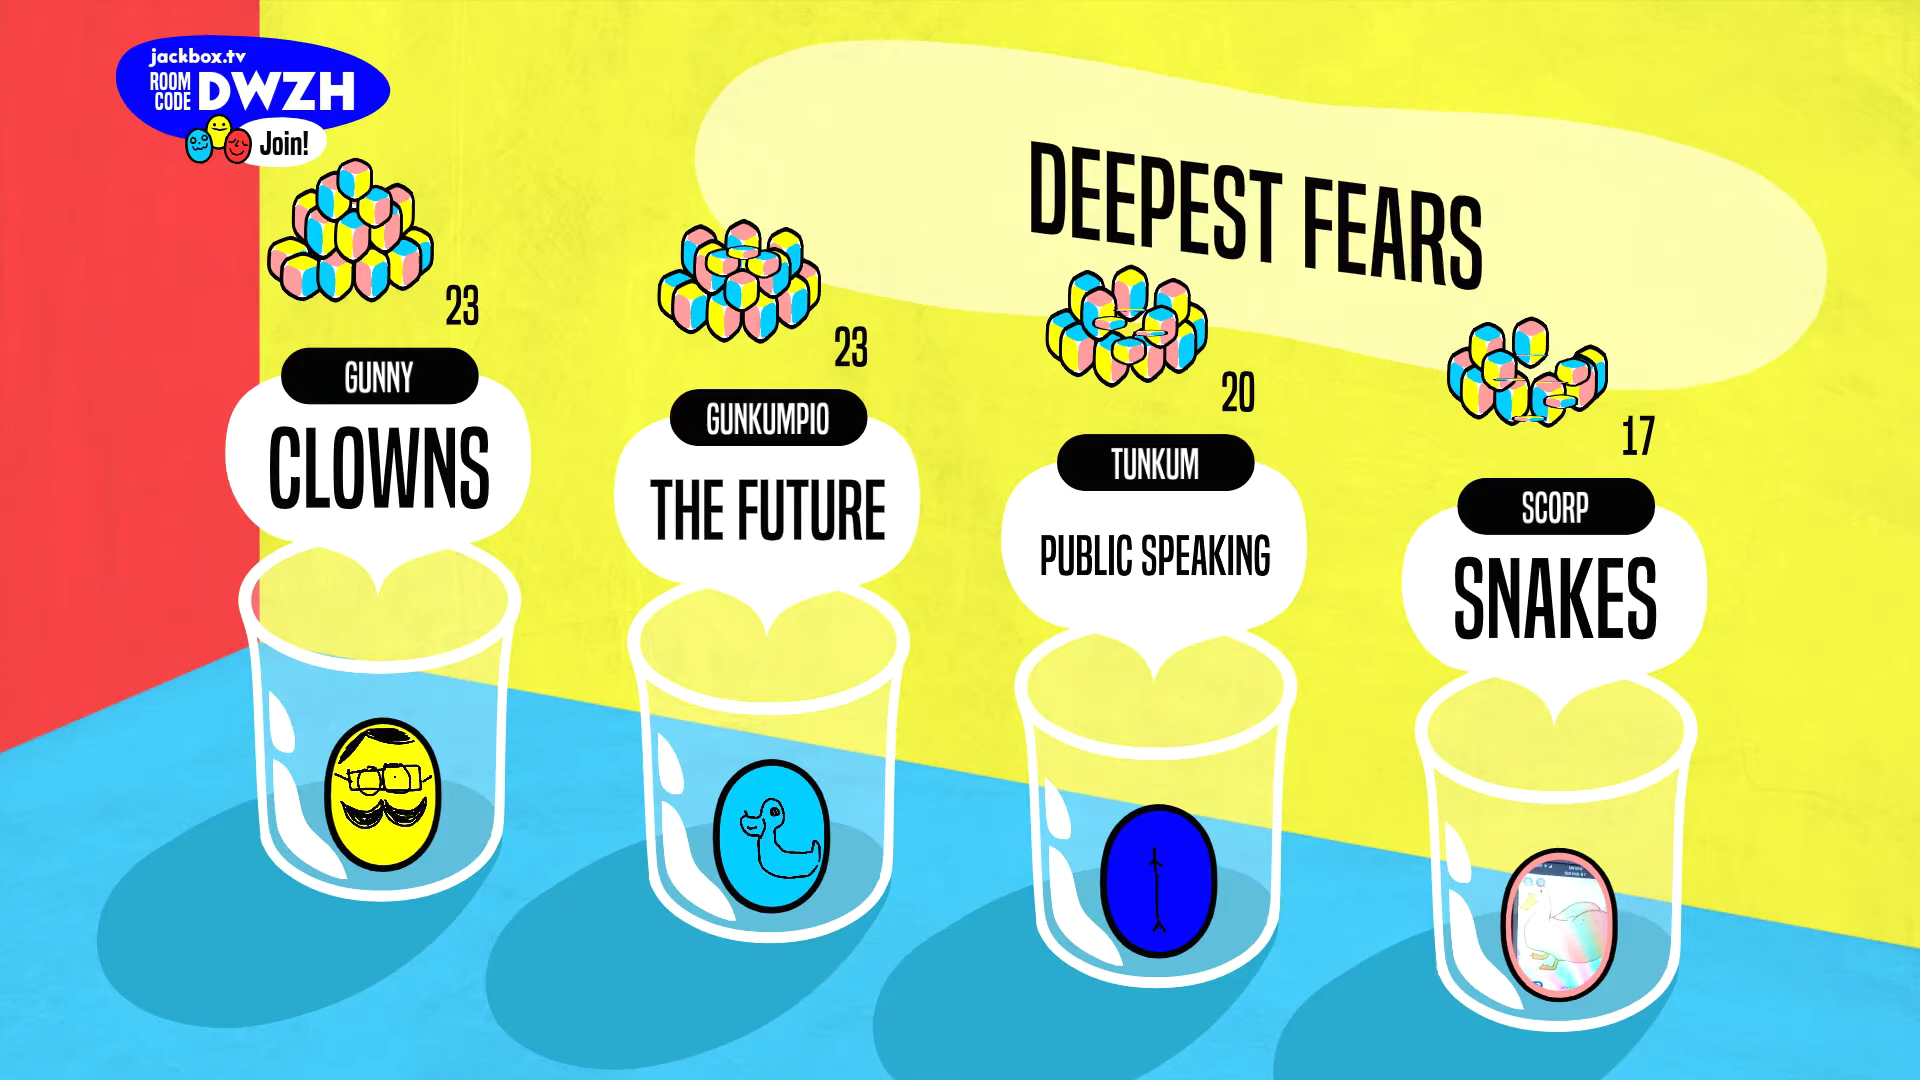 jackbox.tv
ROOM
CODE
DWZH
Join!
DEEPEST FEARS
23
GUNNY
CLOWNS
23
GUNKUMPIO
THE FUTURE
20
TUNKUM
PUBLIC SPEAKING
17
SCORP
SNAKES